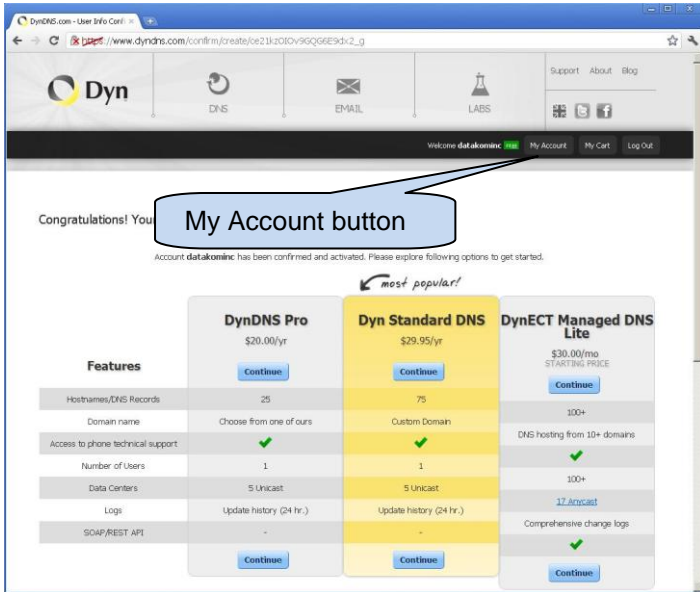 DynDNS.com - User Info Confi
https://www.dyndns.com/confirm/create/ce21kzOIOv9GQG6E9dx2_g
Dyn
DNS
EMAIL
LABS
Support About Blog
Welcome datakominc FREE My Account My Cart Log Out
My Account button
Congratulations! Your
Account datakominc has been confirmed and activated. Please explore following options to get started.
most popular!
DynDNS Pro
$20.00/yr
Continue
Dyn Standard DNS
$29.95/yr
Continue
DynECT Managed DNS
Lite
$30.00/mo
STARTING PRICE
Continue
Features
Hostnames/DNS Records 25 75 100+
Domain name Choose from one of ours Custom Domain DNS hosting from 10+ domains
Access to phone technical support
Number of Users 1 1 100+
Data Centers 5 Unicast 5 Unicast 17 Anycast
Logs Update history (24 hr.) Update history (24 hr.) Comprehensive change logs
SOAP/REST API - -
Continue Continue Continue